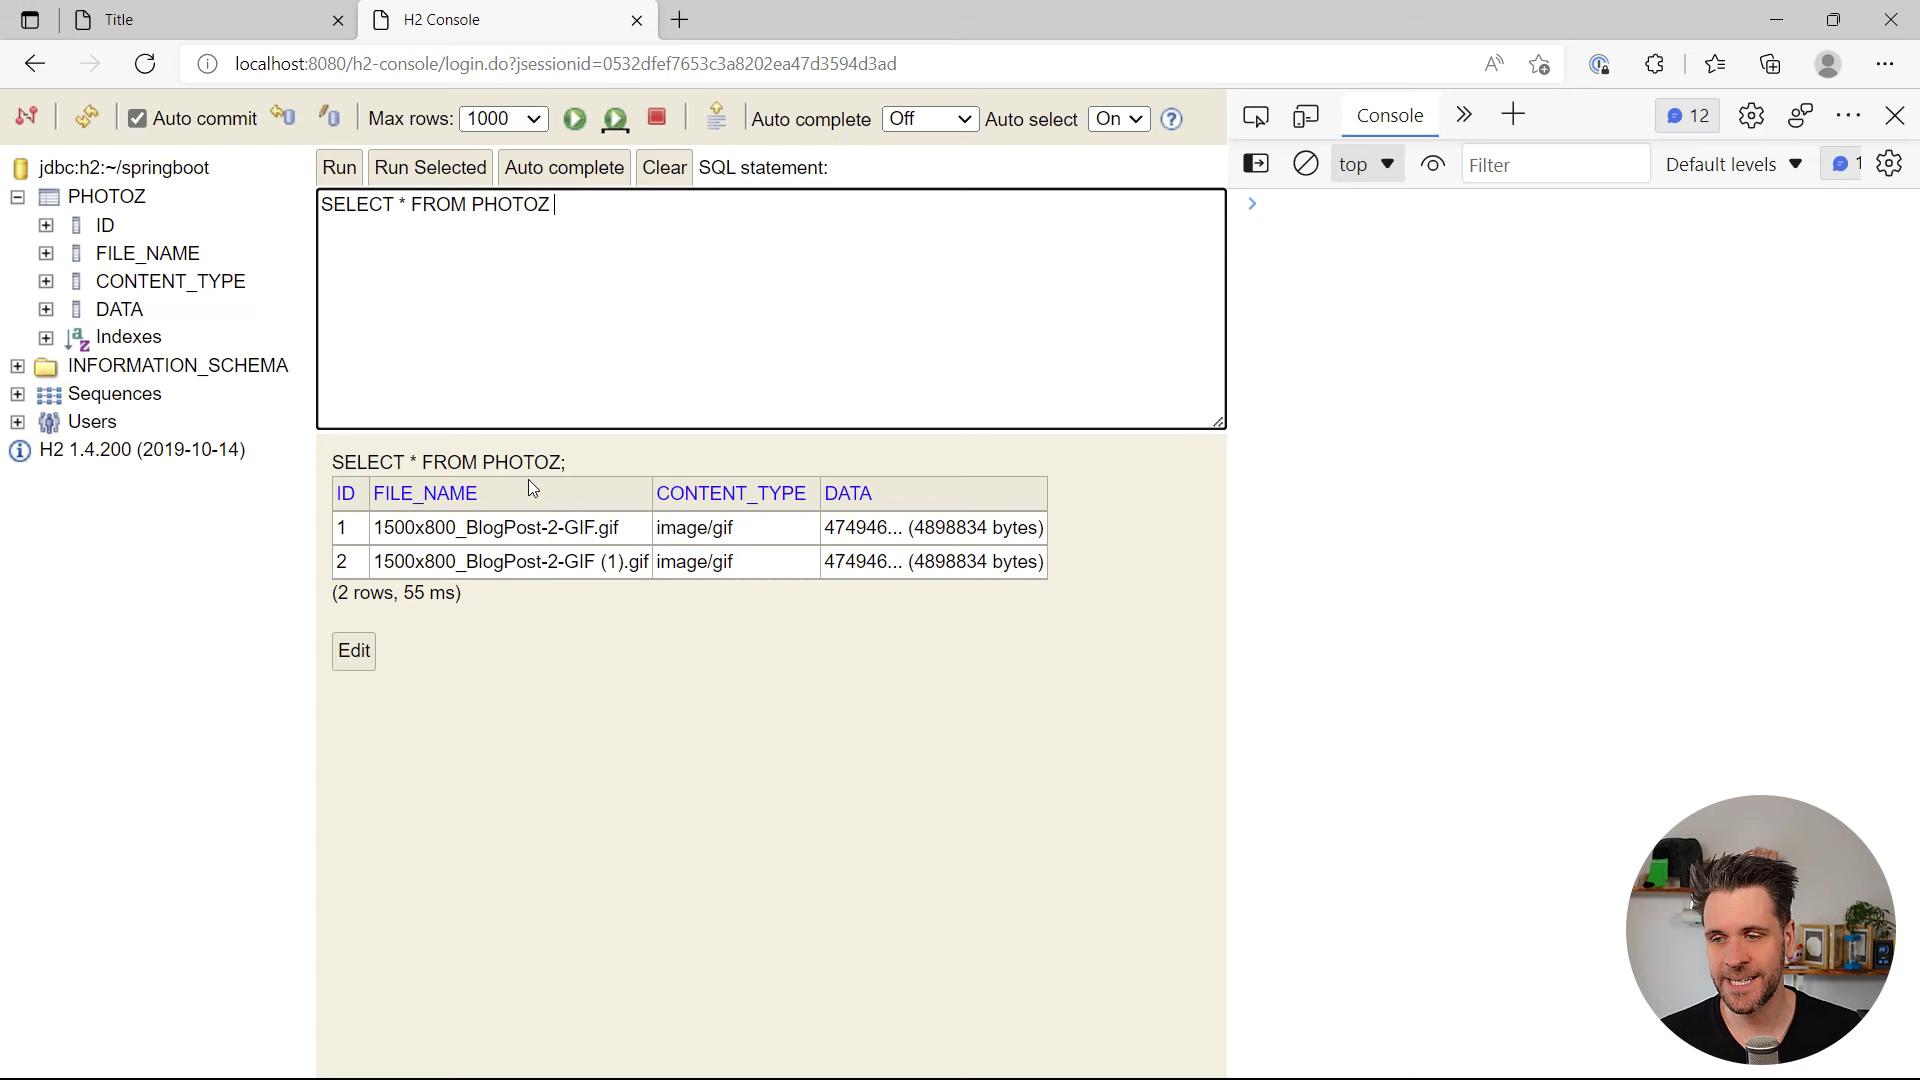 Title
H2 Console
localhost:8080/h2-console/login.do?jsessionid=0532dfef7653c3a8202ea47d3594d3ad
Auto commit
Max rows: 1000
Auto complete Off
Auto select On
Console
12
top
Filter
Default levels
1
jdbc:h2:~/springboot
PHOTOZ
ID
FILE_NAME
CONTENT_TYPE
DATA
Indexes
INFORMATION_SCHEMA
Sequences
Users
H2 1.4.200 (2019-10-14)
Run Run Selected Auto complete Clear SQL statement:
SELECT * FROM PHOTOZ
SELECT * FROM PHOTOZ;
ID FILE_NAME CONTENT_TYPE DATA
1 1500x800_BlogPost-2-GIF.gif image/gif 474946... (4898834 bytes)
2 1500x800_BlogPost-2-GIF (1).gif image/gif 474946... (4898834 bytes)
(2 rows, 55 ms)
Edit